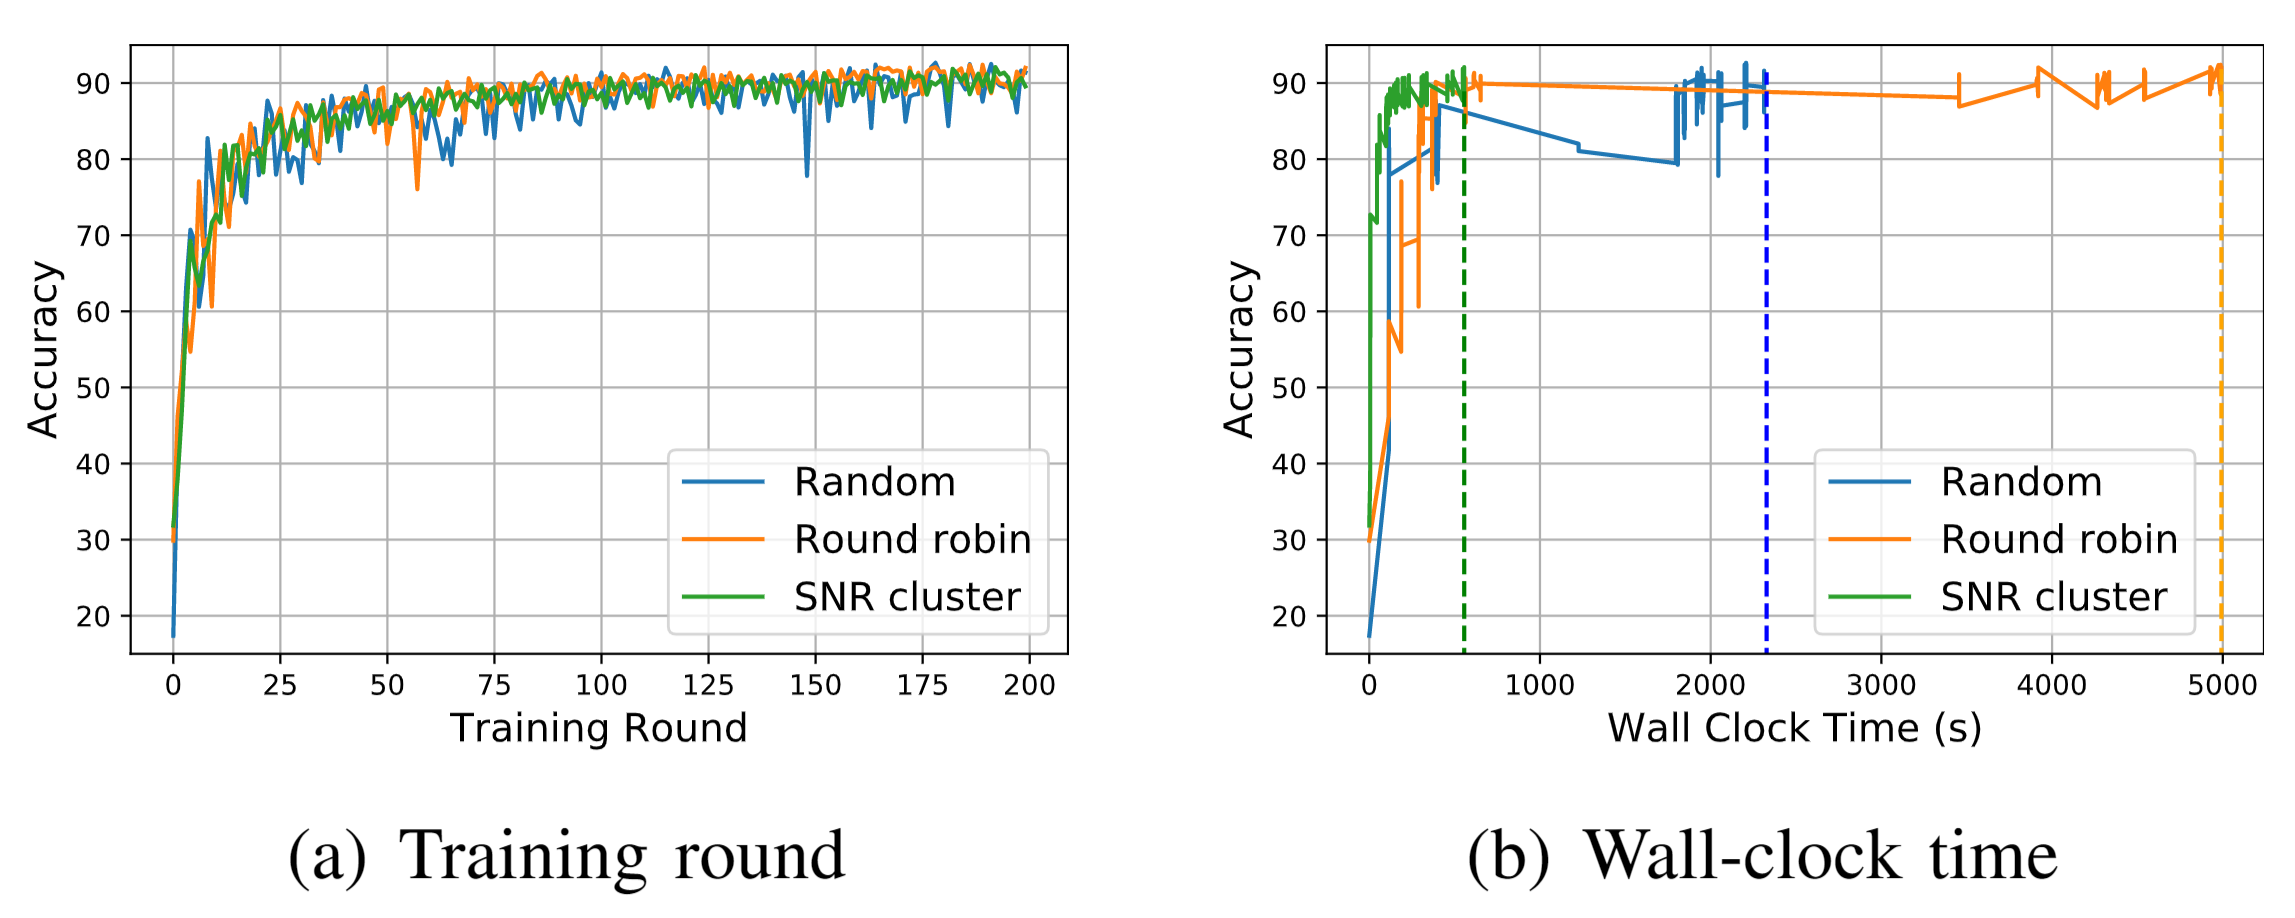 90
80
70
60
50
40
30
20
Accuracy
0 25 50 75 100 125 150 175 200
Training Round
Random
Round robin
SNR cluster
(a) Training round
90
80
70
60
50
40
30
20
Accuracy
0 1000 2000 3000 4000 5000
Wall Clock Time (s)
Random
Round robin
SNR cluster
(b) Wall-clock time